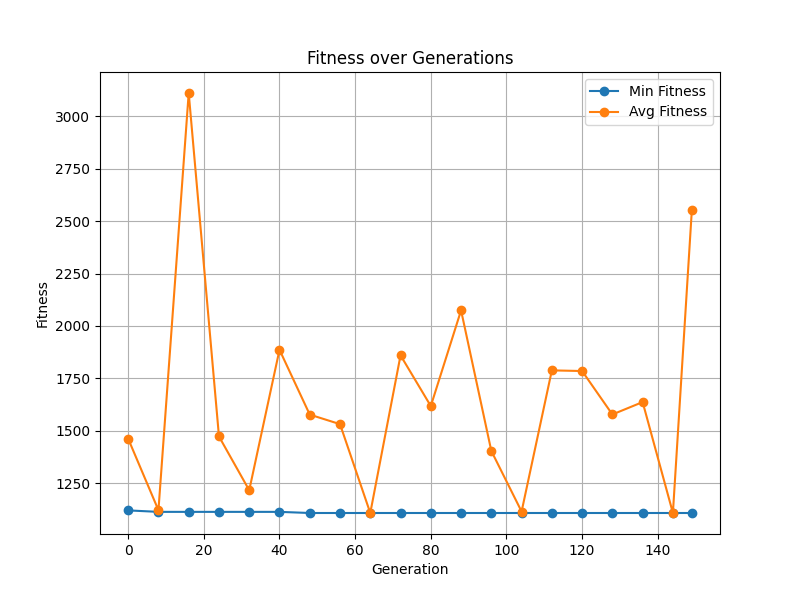 Fitness over Generations
Min Fitness
Avg Fitness
3000
2750
2500
2250
2000
1750
1500
1250
Fitness
0 20 40 60 80 100 120 140
Generation